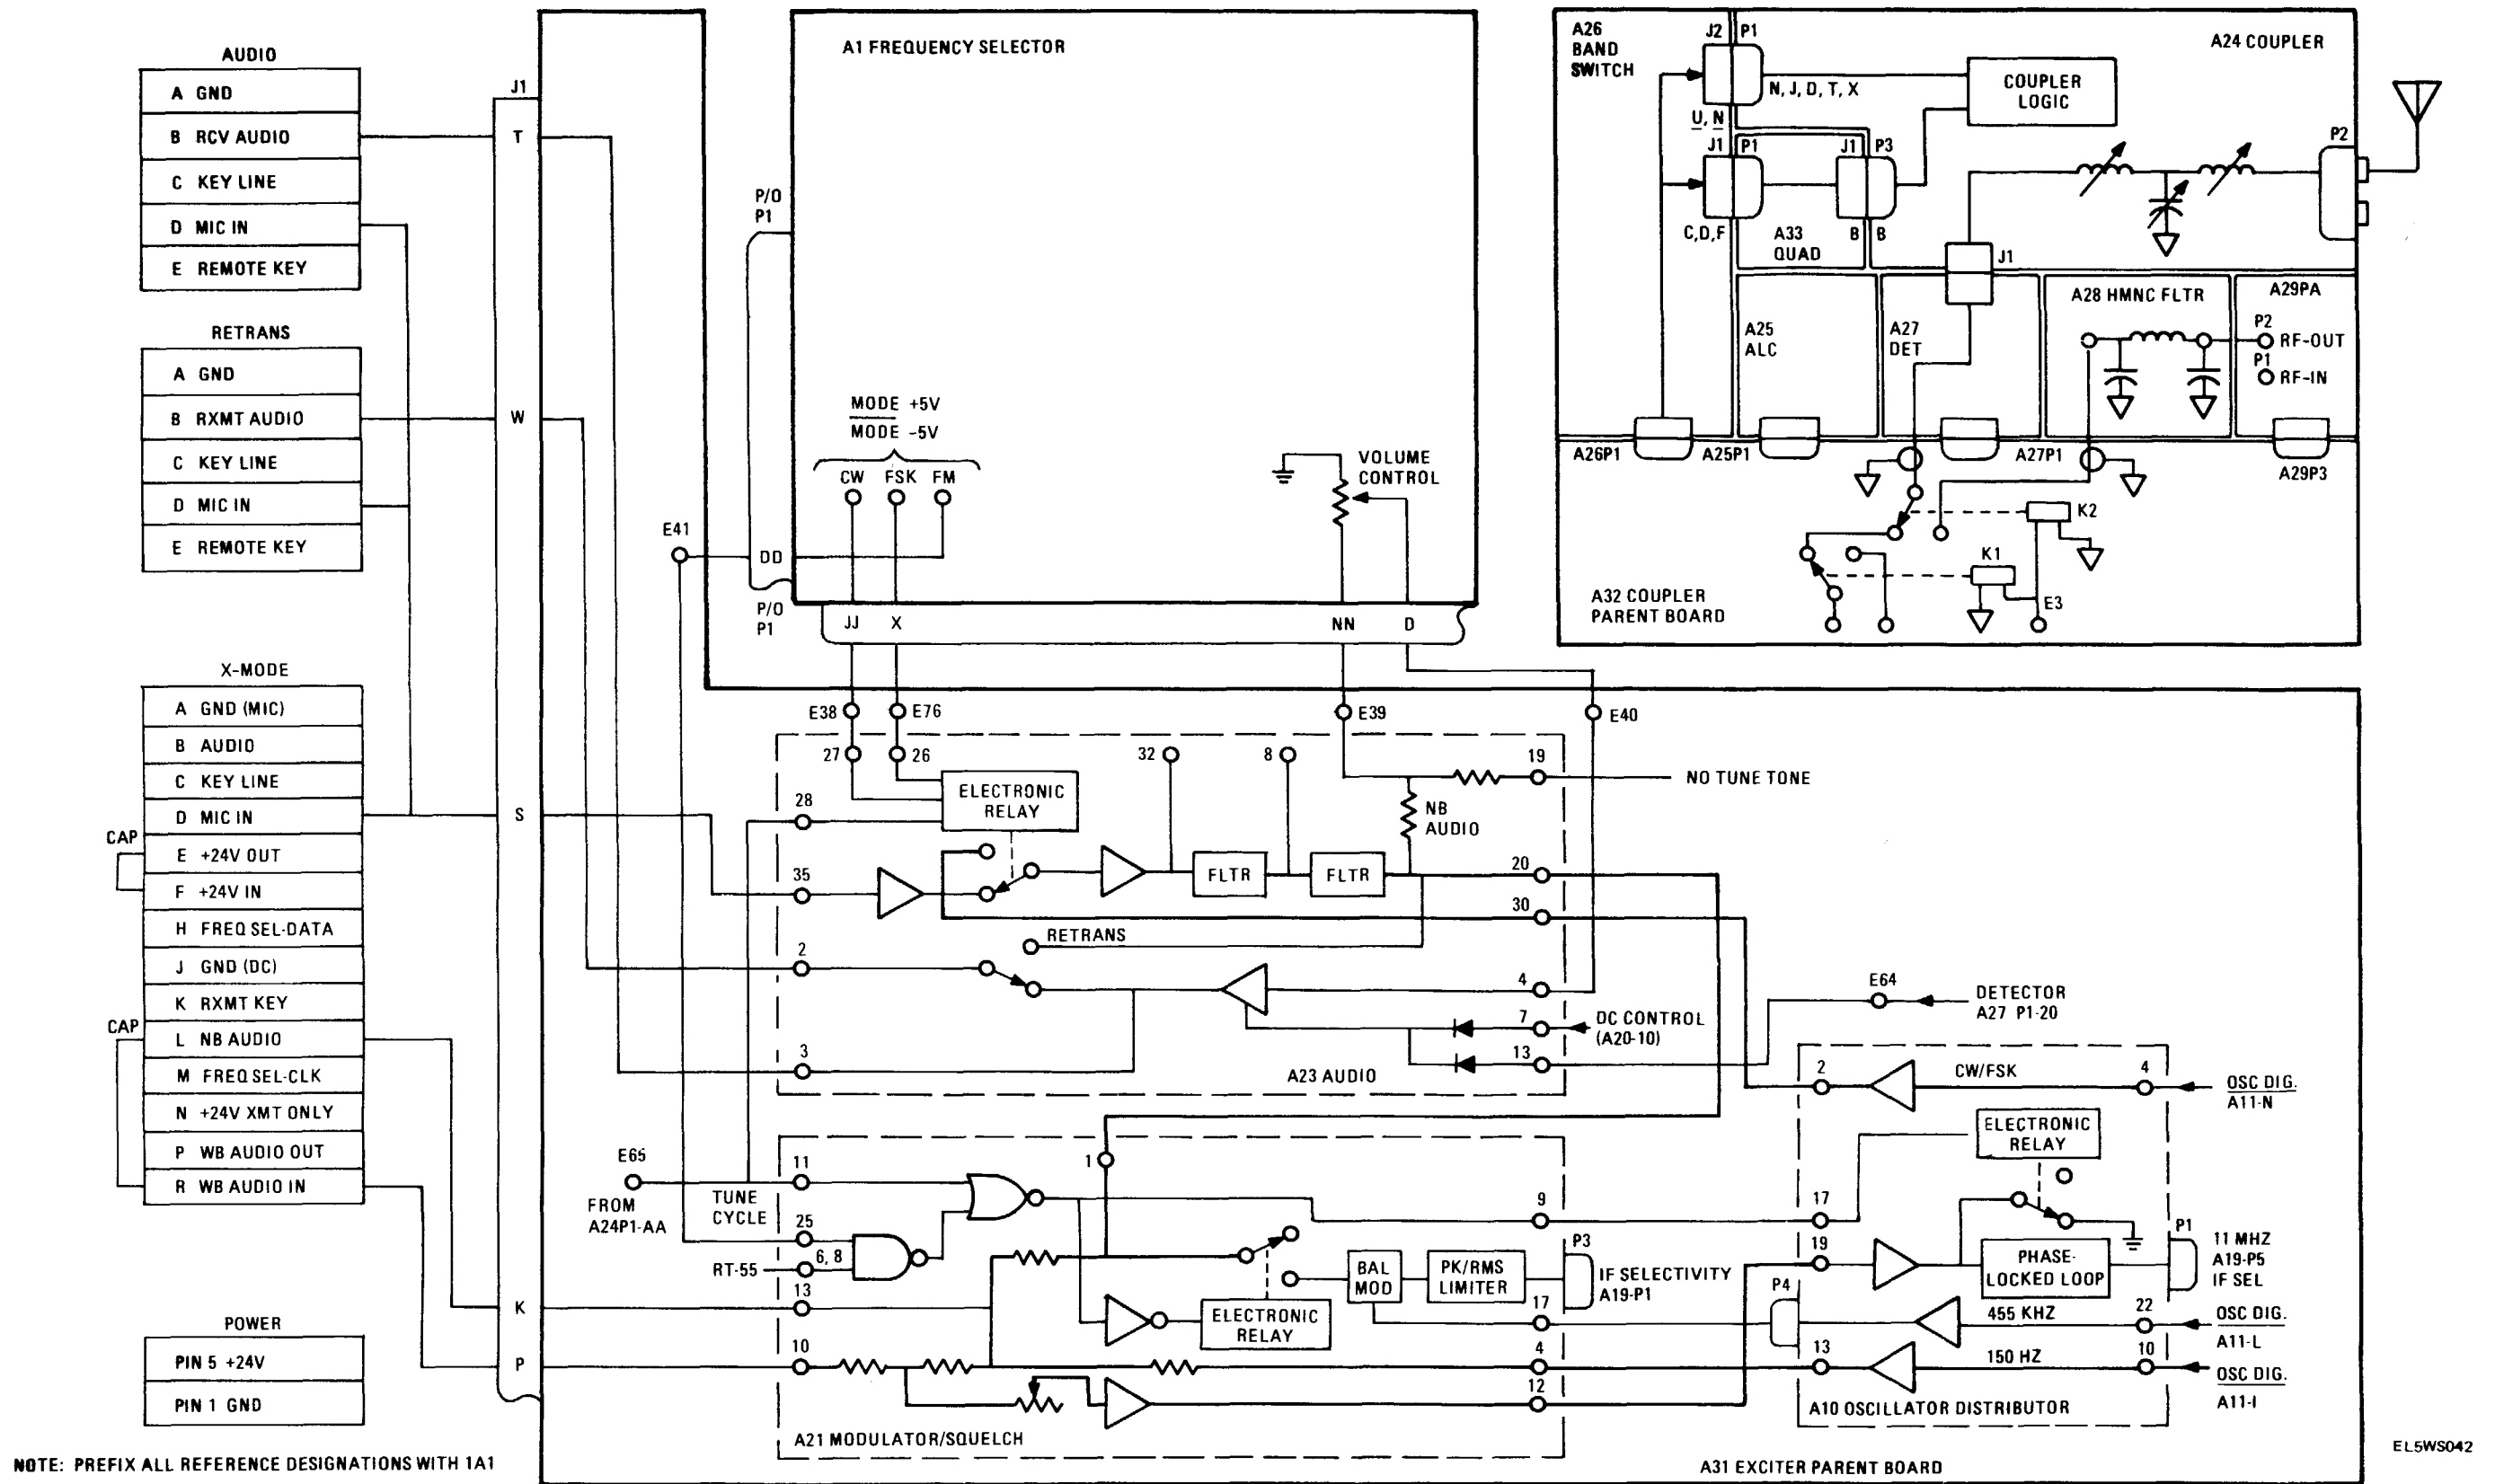 AUDIO
A GND
B RCV AUDIO
C KEY LINE
D MIC IN
E REMOTE KEY
RETRANS
A GND
B RXMT AUDIO
C KEY LINE
D MIC IN
E REMOTE KEY
X-MODE
A GND (MIC)
B AUDIO
C KEY LINE
D MIC IN
E +24V OUT
F +24V IN
H FREQ SEL-DATA
J GND (DC)
K RXMT KEY
L NB AUDIO
M FREQ SEL-CLK
N +24V XMT ONLY
P WB AUDIO OUT
R WB AUDIO IN
CAP
CAP
POWER
PIN 5 +24V
PIN 1 GND
NOTE: PREFIX ALL REFERENCE DESIGNATIONS WITH 1A1
J1
T
W
S
K
P
A1 FREQUENCY SELECTOR
P/O
P1
MODE +5V
MODE -5V
CW FSK FM
VOLUME
CONTROL
E41
DD
P/O
P1
JJ X NN D
E38 E76 E39 E40
A26
BAND
SWITCH
J2 P1
A24 COUPLER
COUPLER
LOGIC
N, J, D, T, X
U, N
J1 P1
J1 P3
P2
C,D,F
A33
QUAD
B B
J1
A25
ALC
A27
DET
A28 HMNC FLTR
A29PA
P2
RF-OUT
P1
RF-IN
A26P1
A25P1
A27P1
A29P3
K2
K1
E3
A32 COUPLER
PARENT BOARD
27 26 32 8 19
NO TUNE TONE
ELECTRONIC
RELAY
28
NB
AUDIO
35
FLTR
FLTR
20
30
RETRANS
2
4
7
DC CONTROL
(A20-10)
13
3
A23 AUDIO
E64
DETECTOR
A27 P1-20
2
CW/FSK
4
OSC DIG.
A11-N
ELECTRONIC
RELAY
E65
FROM
A24P1-AA
11
TUNE
CYCLE
25
6, 8
RT-55
13
10
1
9
17
19
P3
BAL
MOD
PK/RMS
LIMITER
IF SELECTIVITY
A19-P1
ELECTRONIC
RELAY
17
4
12
PHASE-
LOCKED LOOP
P1
11 MHZ
A19-P5
IF SEL
P4
455 KHZ
22
OSC DIG.
A11-L
13
150 HZ
10
OSC DIG.
A11-I
A10 OSCILLATOR DISTRIBUTOR
A21 MODULATOR/SQUELCH
A31 EXCITER PARENT BOARD
EL5WS042